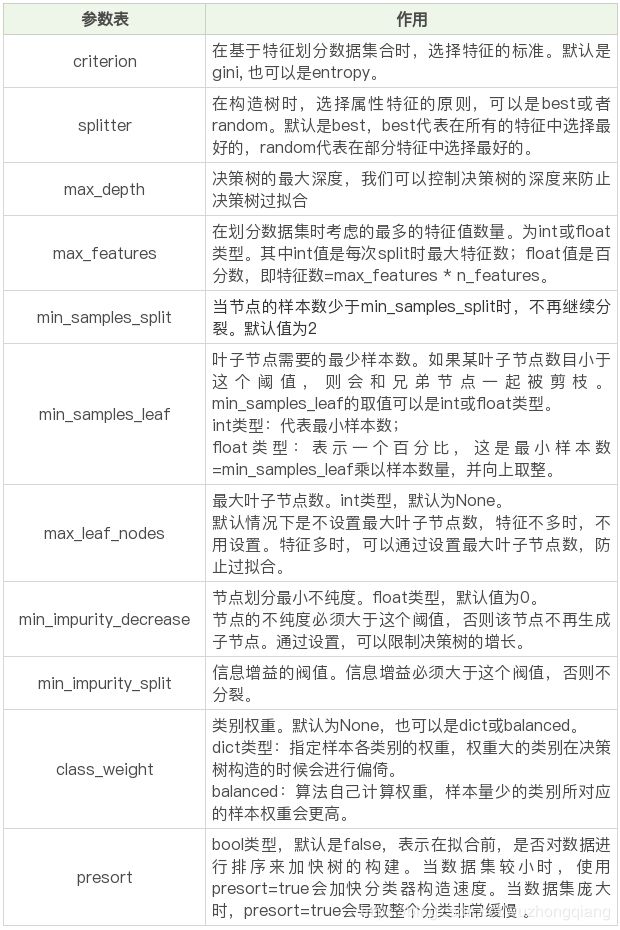 参数表 作用
criterion
在基于特征划分数据集合时，选择特征的标准。默认是
gini, 也可以是entropy。
splitter
在构造树时，选择属性特征的原则，可以是best或者
random。默认是best，best代表在所有的特征中选择最
好的，random代表在部分特征中选择最好的。
max_depth
决策树的最大深度，我们可以控制决策树的深度来防止
决策树过拟合
max_features
在划分数据集时考虑的最多的特征值数量。为int或float
类型。其中int值是每次split时最大特征数；float值是百
分数，即特征数=max_features * n_features。
min_samples_split
当节点的样本数少于min_samples_split时，不再继续分
裂。默认值为2
min_samples_leaf
叶子节点需要的最少样本数。如果某叶子节点数目小于
这个阈值，则会和兄弟节点一起被剪枝。
min_samples_leaf的取值可以是int或float类型。
int类型：代表最小样本数；
float类型：表示一个百分比，这是最小样本数
=min_samples_leaf乘以样本数量，并向上取整。
max_leaf_nodes
最大叶子节点数。int类型，默认为None。
默认情况下是不设置最大叶子节点数，特征不多时，不
用设置。特征多时，可以通过设置最大叶子节点数，防
止过拟合。
min_impurity_decrease
节点划分最小不纯度。float类型，默认值为0。
节点的不纯度必须大于这个阈值，否则该节点不再生成
子节点。通过设置，可以限制决策树的增长。
min_impurity_split
信息增益的阀值。信息增益必须大于这个阀值，否则不
分裂。
class_weight
类别权重。默认为None，也可以是dict或balanced。
dict类型：指定样本各类别的权重，权重大的类别在决策
树构造的时候会进行偏倚。
balanced：算法自己计算权重，样本量少的类别所对应
的样本权重会更高。
presort
bool类型，默认是false，表示在拟合前，是否对数据进
行排序来加快树的构建。当数据集较小时，使用
presort=true会加快分类器构造速度。当数据集庞大
时，presort=true会导致整个分类非常缓慢。